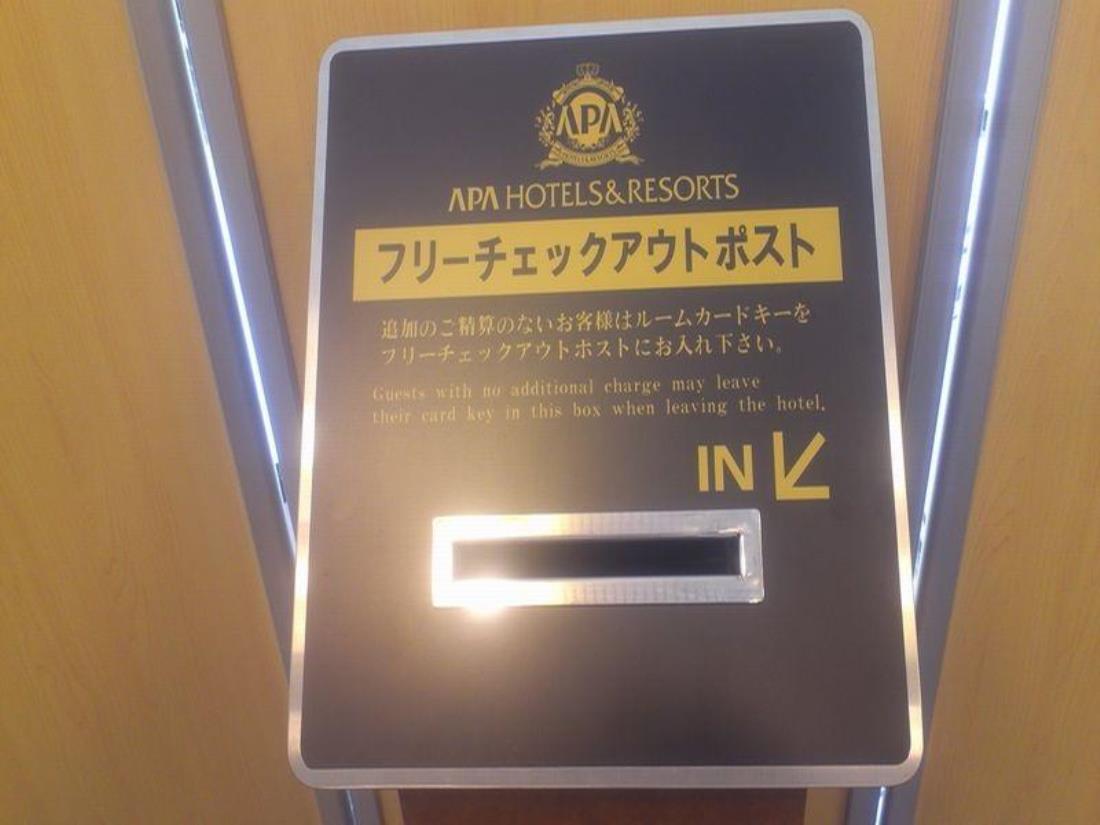 APA
HOTELS&RESORTS
APA HOTELS&RESORTS
フリーチェックアウトポスト
追加のご精算のないお客様はルームカードキーを
フリーチェックアウトポストにお入れ下さい。
Guests with no additional charge may leave
their card key in this box when leaving the hotel.
IN